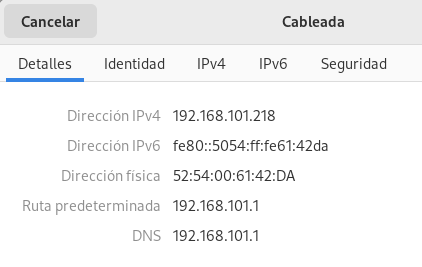 Cancelar Cableada
Detalles Identidad IPv4 IPv6 Seguridad
Dirección IPv4 192.168.101.218
Dirección IPv6 fe80::5054:ff:fe61:42da
Dirección física 52:54:00:61:42:DA
Ruta predeterminada 192.168.101.1
DNS 192.168.101.1